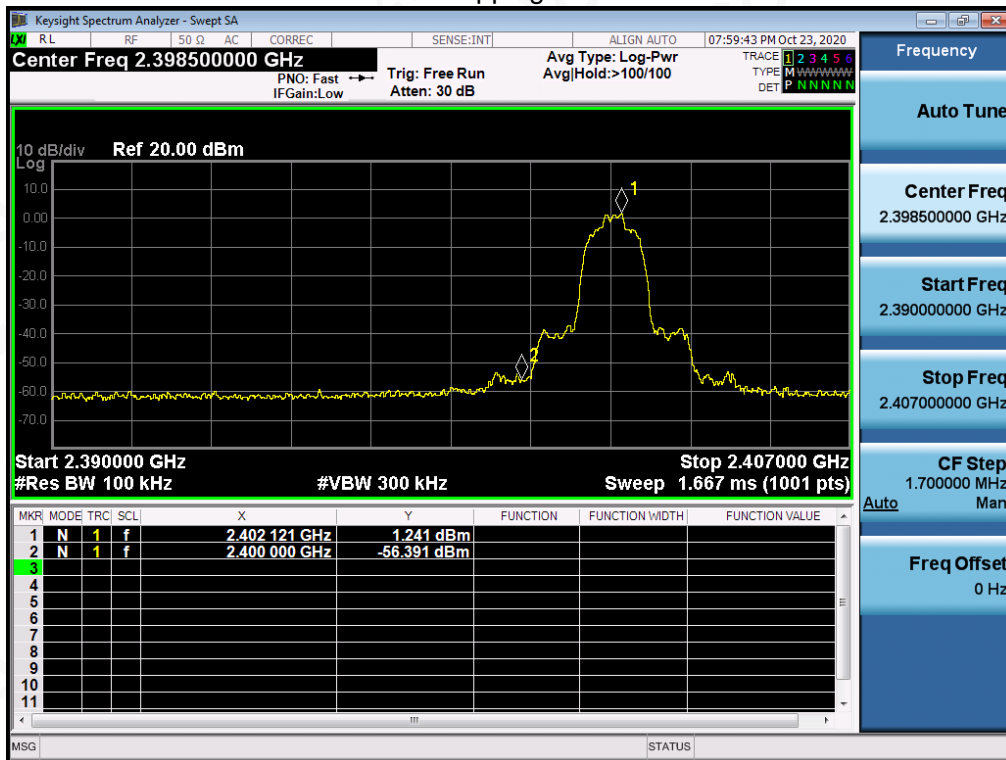 Keysight Spectrum Analyzer - Swept SA
LXI RL RF 50 Ω AC CORREC SENSE:INT ALIGN AUTO 07:59:43 PM Oct 23, 2020
Center Freq 2.398500000 GHz
PNO: Fast
IFGain:Low
Trig: Free Run
Atten: 30 dB
Avg Type: Log-Pwr
Avg|Hold:>100/100
TRACE 1 2 3 4 5 6
TYPE M WWWWW
DET P N N N N N
10 dB/div Ref 20.00 dBm
Log
10.0
0.00
-10.0
-20.0
-30.0
-40.0
-50.0
-60.0
-70.0
1
2
Start 2.390000 GHz Stop 2.407000 GHz
#Res BW 100 kHz #VBW 300 kHz Sweep 1.667 ms (1001 pts)
MKR MODE TRC SCL X Y FUNCTION FUNCTION WIDTH FUNCTION VALUE
1 N 1 f 2.402 121 GHz 1.241 dBm
2 N 1 f 2.400 000 GHz -56.391 dBm
3
4
5
6
7
8
9
10
11
MSG STATUS
Frequency
Auto Tune
Center Freq
2.398500000 GHz
Start Freq
2.390000000 GHz
Stop Freq
2.407000000 GHz
CF Step
1.700000 MHz
Auto Man
Freq Offset
0 Hz